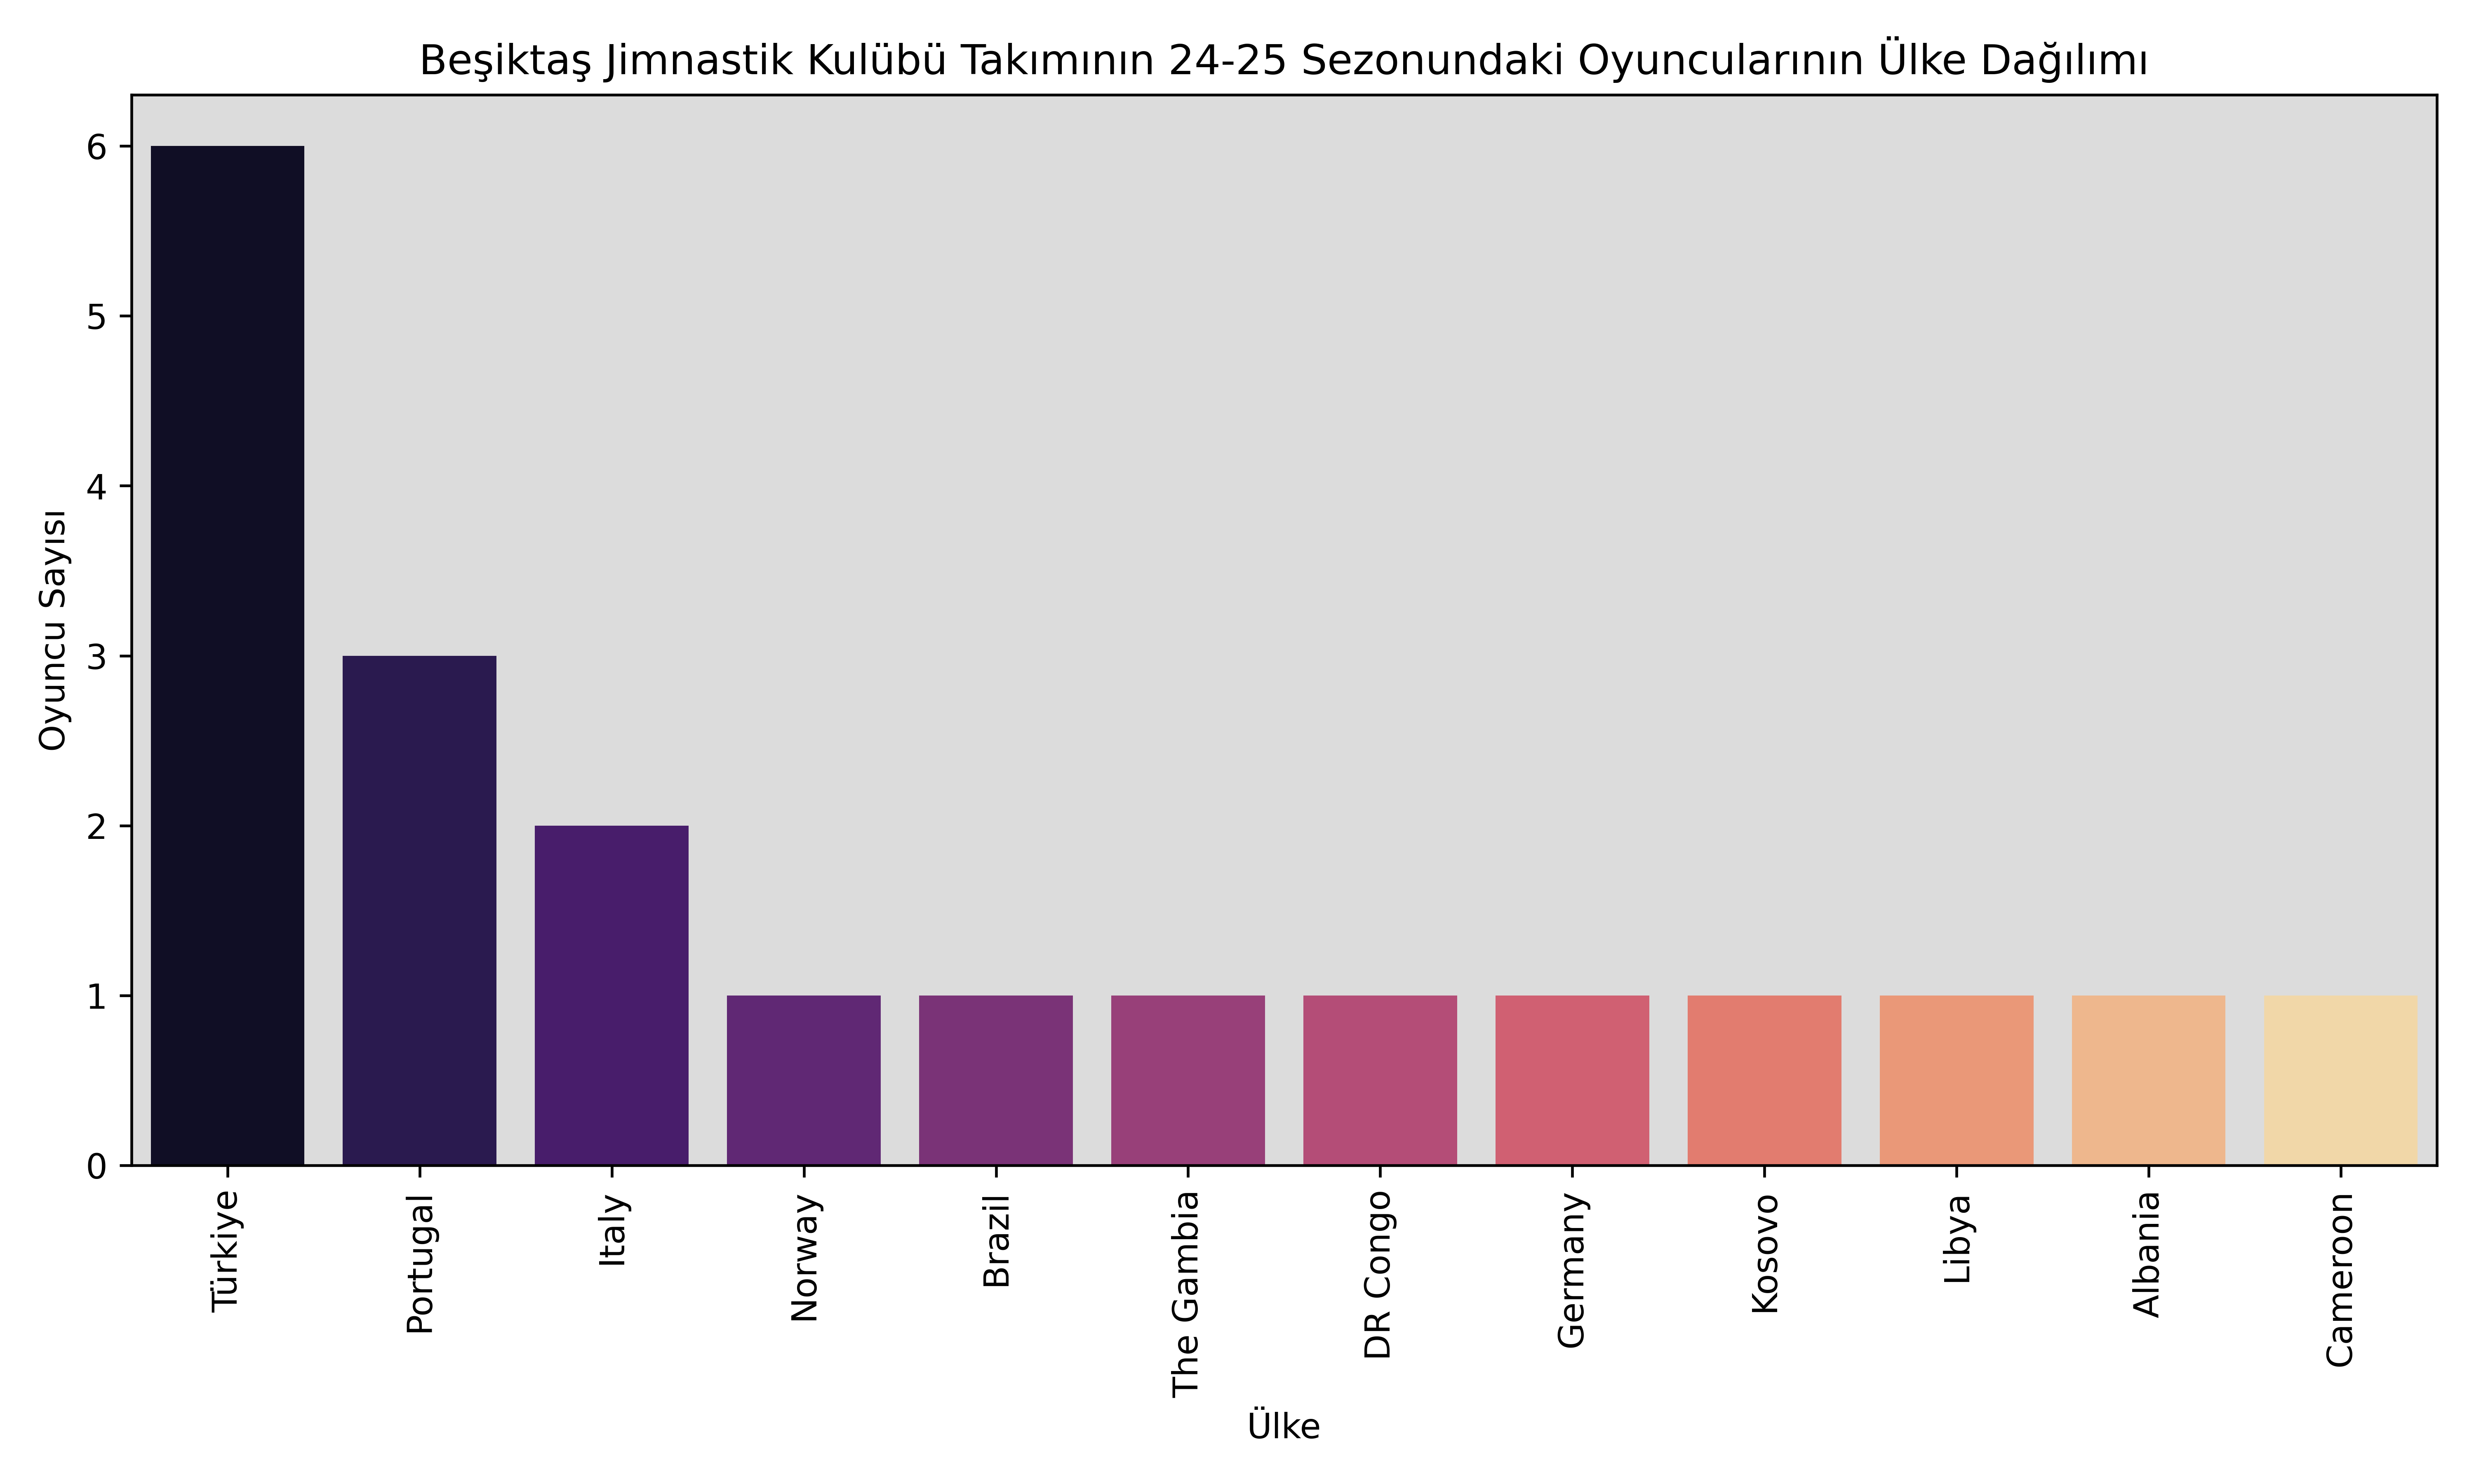 Beşiktaş Jimnastik Kulübü Takımının 24-25 Sezonundaki Oyuncularının Ülke Dağılımı
Oyuncu Sayısı
6
5
4
3
2
1
0
Türkiye
Portugal
Italy
Norway
Brazil
The Gambia
DR Congo
Germany
Kosovo
Libya
Albania
Cameroon
Ülke